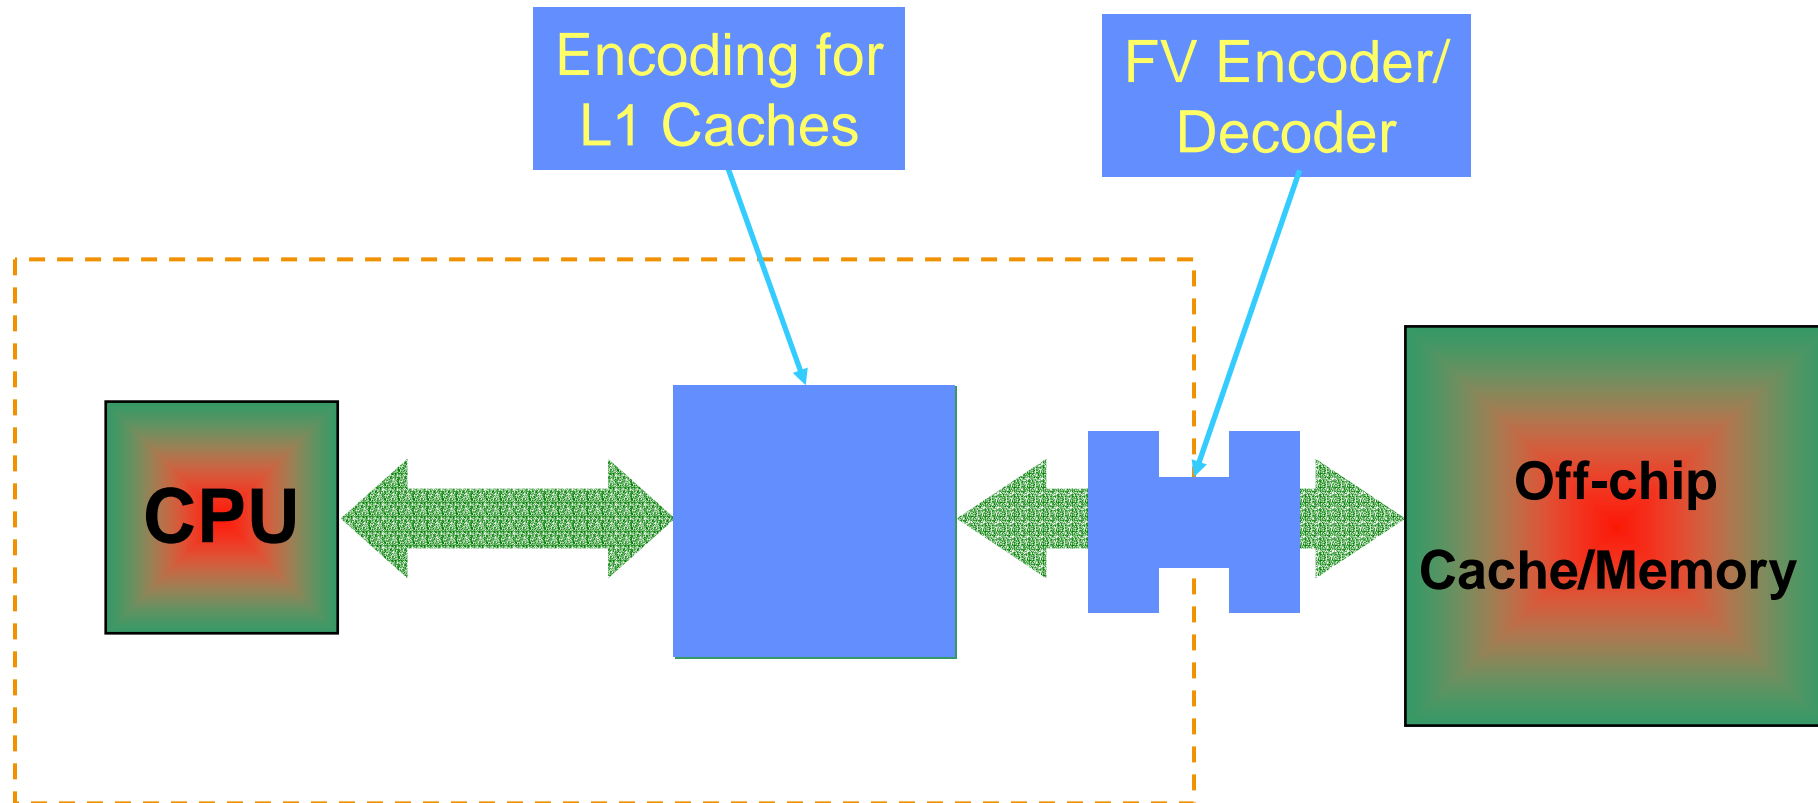 Encoding for
L1 Caches
FV Encoder/
Decoder
CPU
Off-chip
Cache/Memory